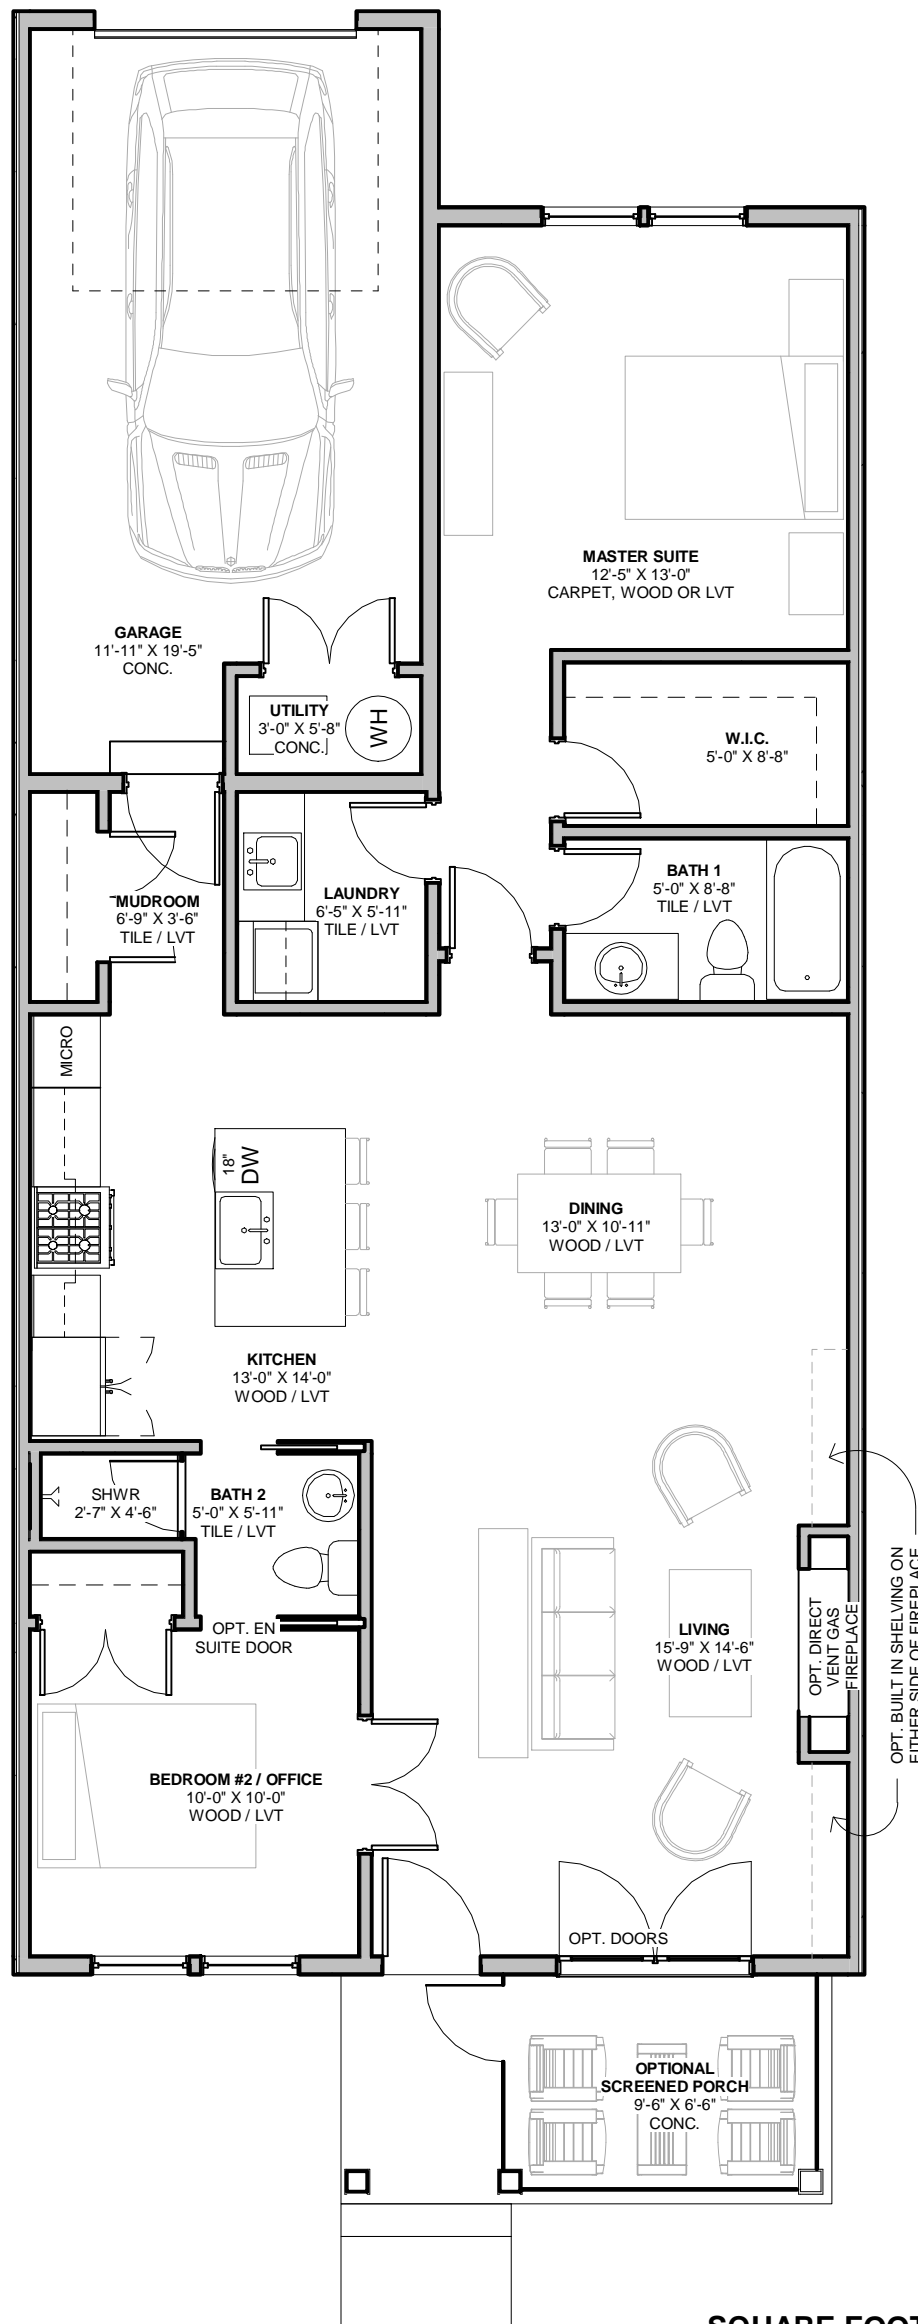 MASTER SUITE
12'-5" X 13'-0"
CARPET, WOOD OR LVT
GARAGE
11'-11" X 19'-5"
CONC.
UTILITY
3'-0" X 5'-8"
CONC.
WH
W.I.C.
5'-0" X 8'-8"
MUDROOM
6'-9" X 3'-6"
TILE / LVT
LAUNDRY
6'-5" X 5'-11"
TILE / LVT
BATH 1
5'-0" X 8'-8"
TILE / LVT
MICRO
18"
DW
DINING
13'-0" X 10'-11"
WOOD / LVT
KITCHEN
13'-0" X 14'-0"
WOOD / LVT
SHWR
2'-7" X 4'-6"
BATH 2
5'-0" X 5'-11"
TILE / LVT
OPT. EN
SUITE DOOR
LIVING
15'-9" X 14'-6"
WOOD / LVT
OPT. DIRECT
VENT GAS
FIREPLACE
OPT. BUILT IN SHELVING ON
EITHER SIDE OF FIREPLACE
BEDROOM #2 / OFFICE
10'-0" X 10'-0"
WOOD / LVT
OPT. DOORS
OPTIONAL
SCREENED PORCH
9'-6" X 6'-6"
CONC.